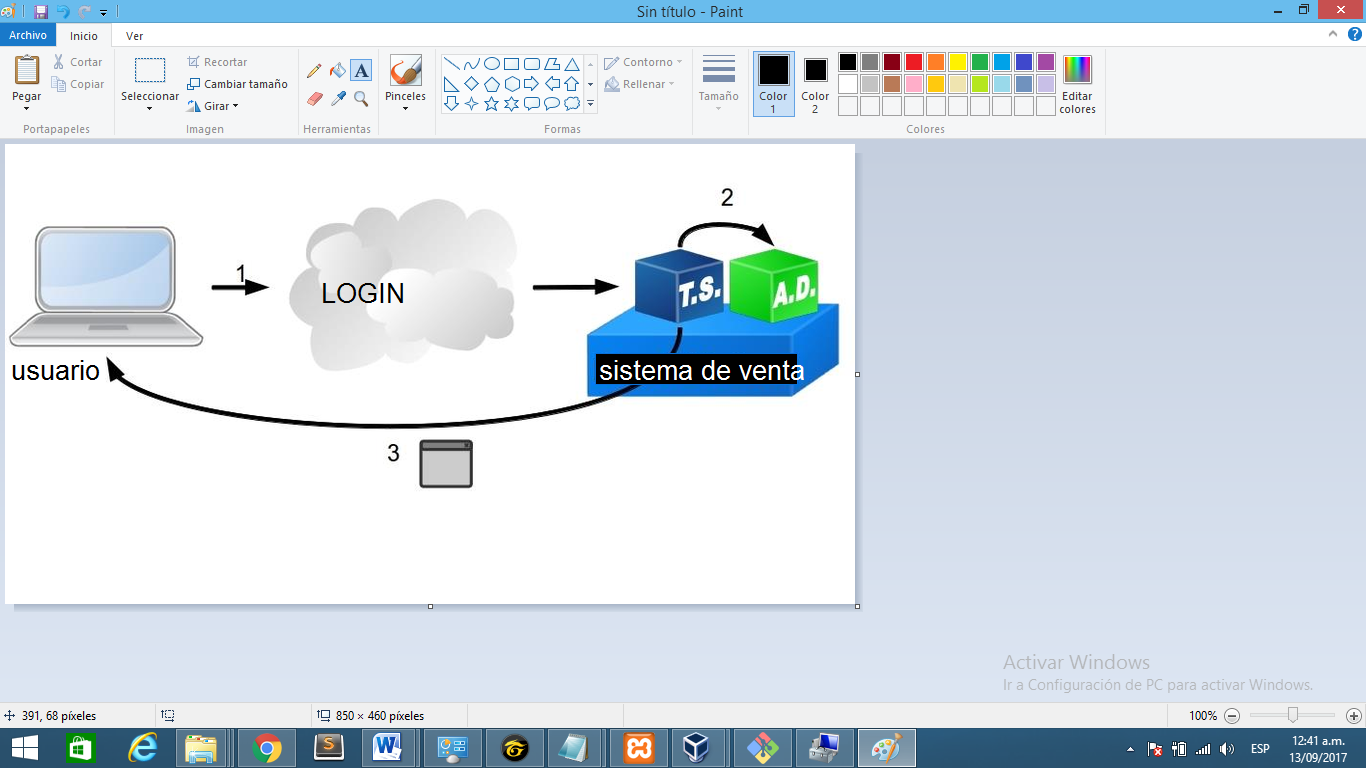 Sin título - Paint
Archivo Inicio Ver
Pegar
Cortar
Copiar
Portapapeles
Seleccionar
Recortar
Cambiar tamaño
Girar
Imagen
A
Herramientas
Pinceles
Contorno
Rellenar
Formas
Tamaño
Color 1
Color 2
Editar colores
Colores
1
LOGIN
2
T.S.
A.D.
usuario
sistema de venta
3
Activar Windows
Ir a Configuración de PC para activar Windows.
391, 68 píxeles
850 × 460 píxeles
100%
S
W
ESP
12:41 a.m.
13/09/2017